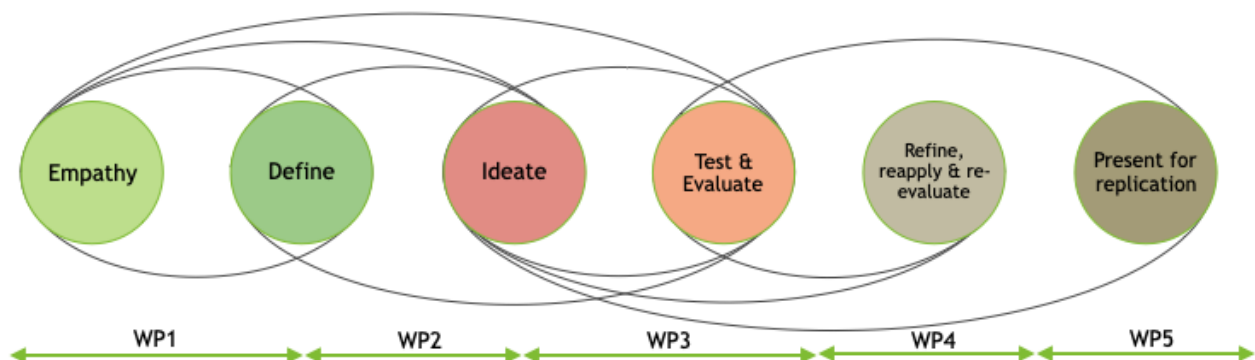 Empathy
Define
Ideate
Test &
Evaluate
Refine,
reapply & re-
evaluate
Present for
replication
WP1
WP2
WP3
WP4
WP5